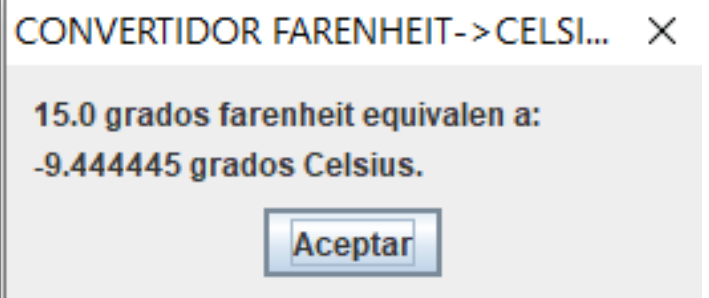 CONVERTIDOR FARENHEIT->CELSI...
15.0 grados farenheit equivalen a:
-9.444445 grados Celsius.
Aceptar